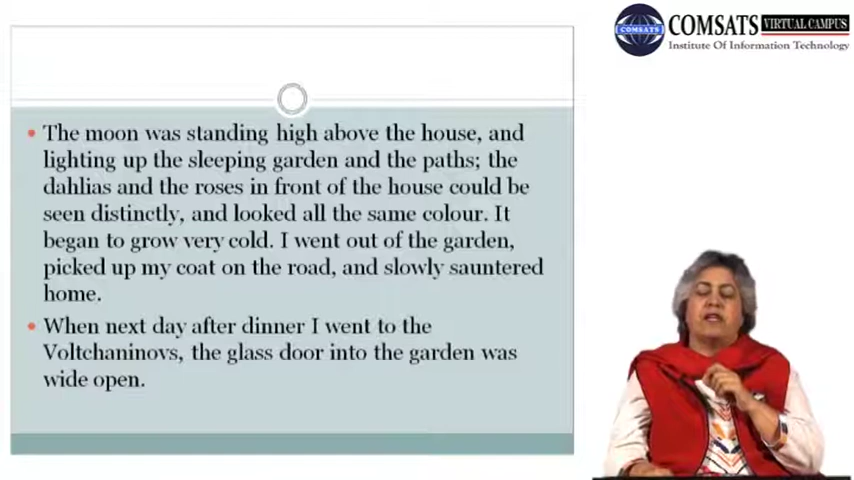 COMSATS VIRTUAL CAMPUS
COMSATS
Institute Of Information Technology
The moon was standing high above the house, and
lighting up the sleeping garden and the paths; the
dahlias and the roses in front of the house could be
seen distinctly, and looked all the same colour. It
began to grow very cold. I went out of the garden,
picked up my coat on the road, and slowly sauntered
home.
When next day after dinner I went to the
Voltchaninovs, the glass door into the garden was
wide open.